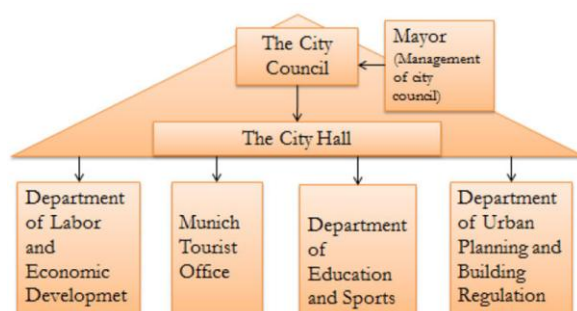 The City
Council
Mayor
(Management
of city
council)
The City Hall
Department
of Labor
and
Economic
Developmet
Munich
Tourist
Office
Department
of
Education
and Sports
Department
of Urban
Planning and
Building
Regulation